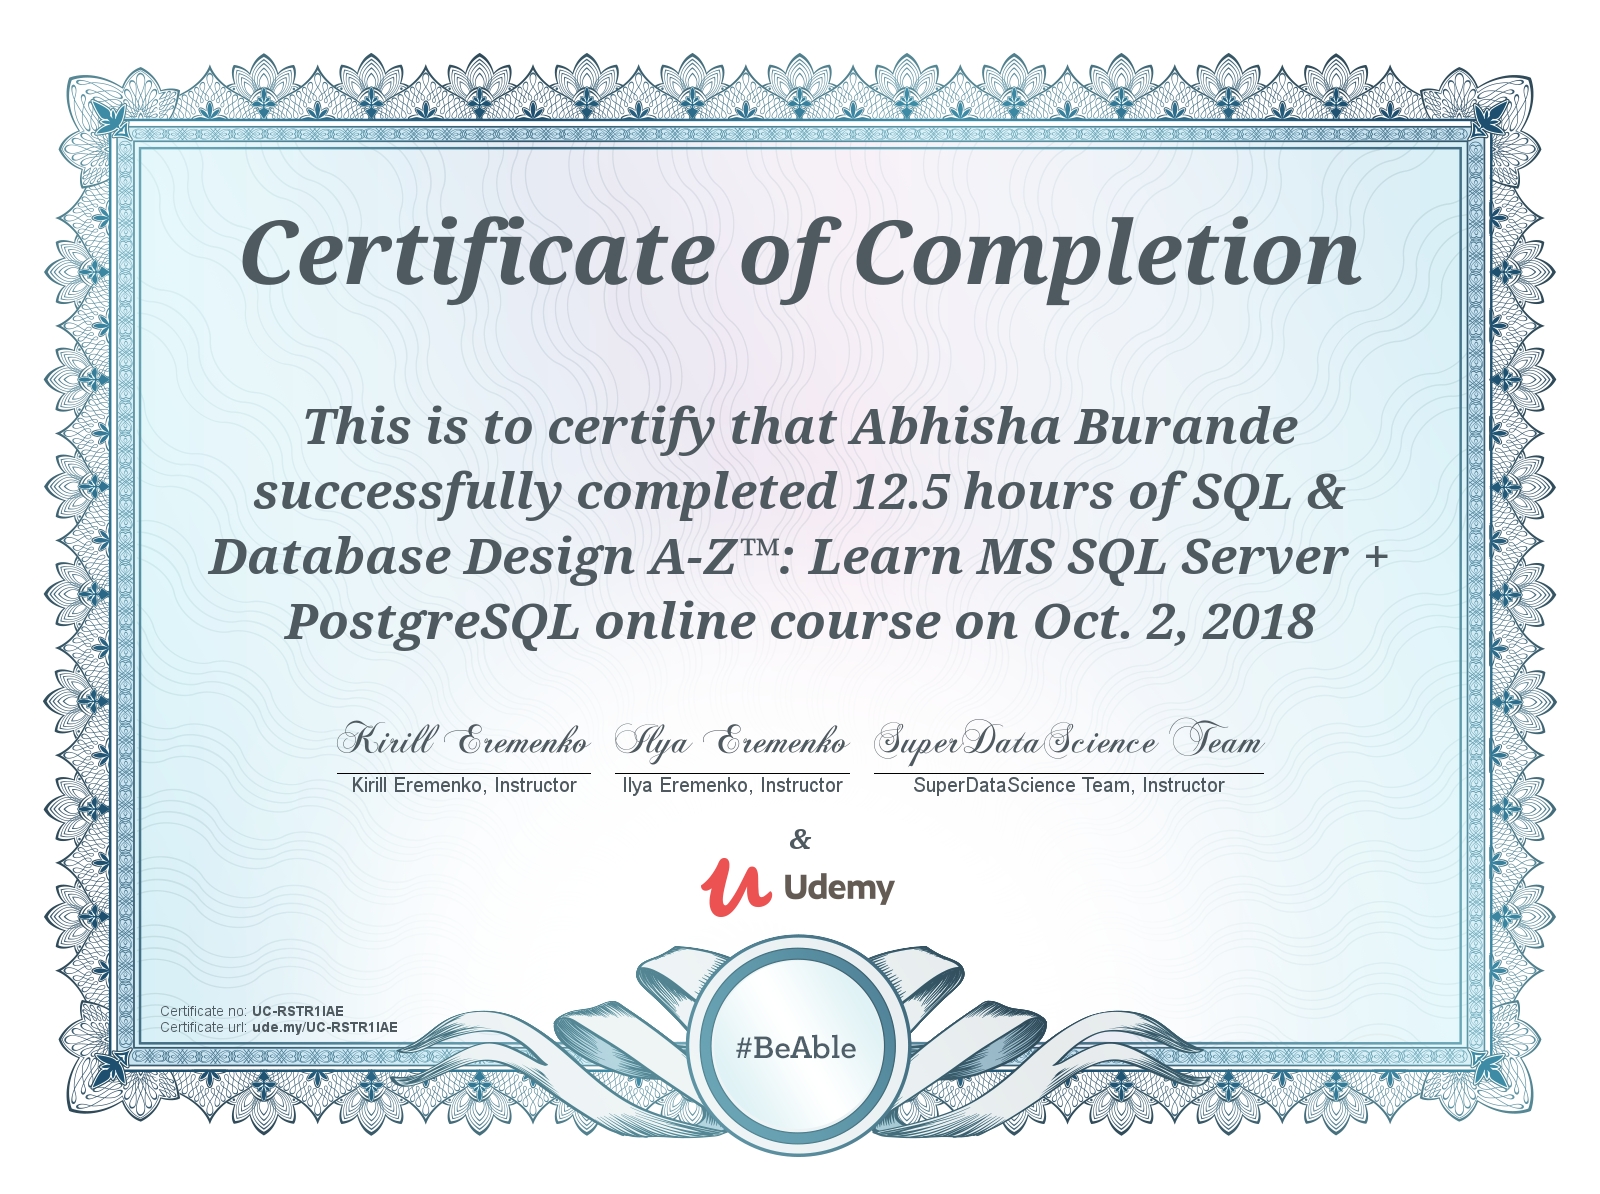 Certificate of Completion
This is to certify that Abhisha Burande
successfully completed 12.5 hours of SQL &
Database Design A-Z™: Learn MS SQL Server +
PostgreSQL online course on Oct. 2, 2018
Kirill Eremenko Ilya Eremenko SuperDataScience Team
Kirill Eremenko, Instructor Ilya Eremenko, Instructor SuperDataScience Team, Instructor
&
Udemy
Certificate no: UC-RSTR1IAE
Certificate url: ude.my/UC-RSTR1IAE
#BeAble